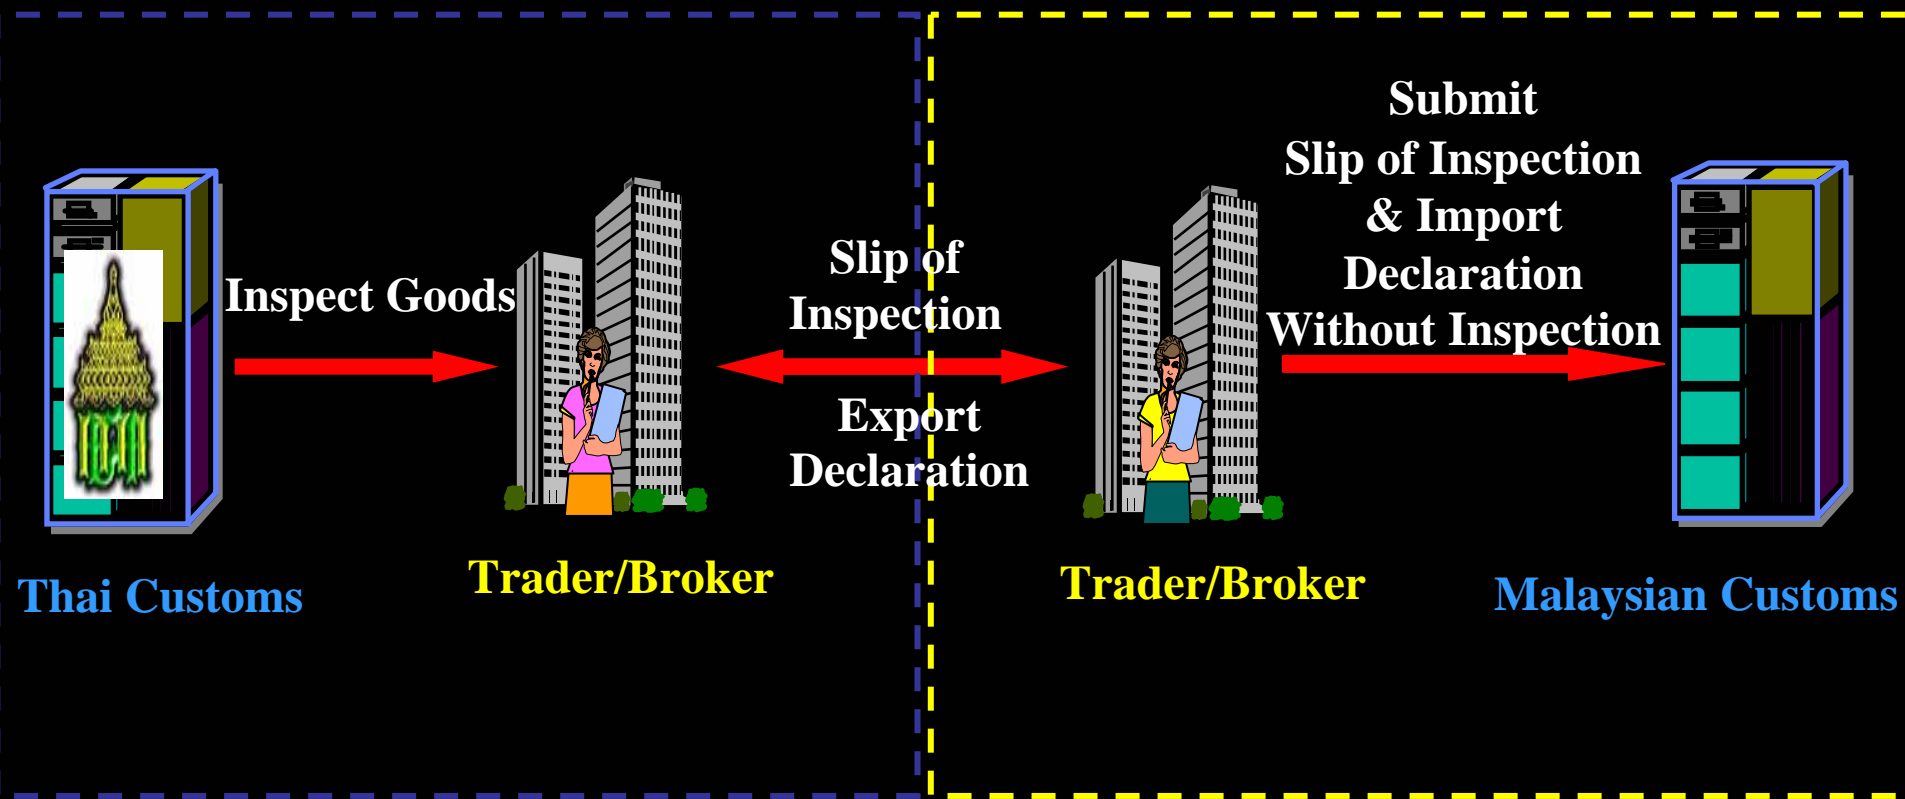 Inspect Goods
Slip of
Inspection
Export
Declaration
Submit
Slip of Inspection
& Import
Declaration
Without Inspection
Thai Customs
Trader/Broker
Trader/Broker
Malaysian Customs